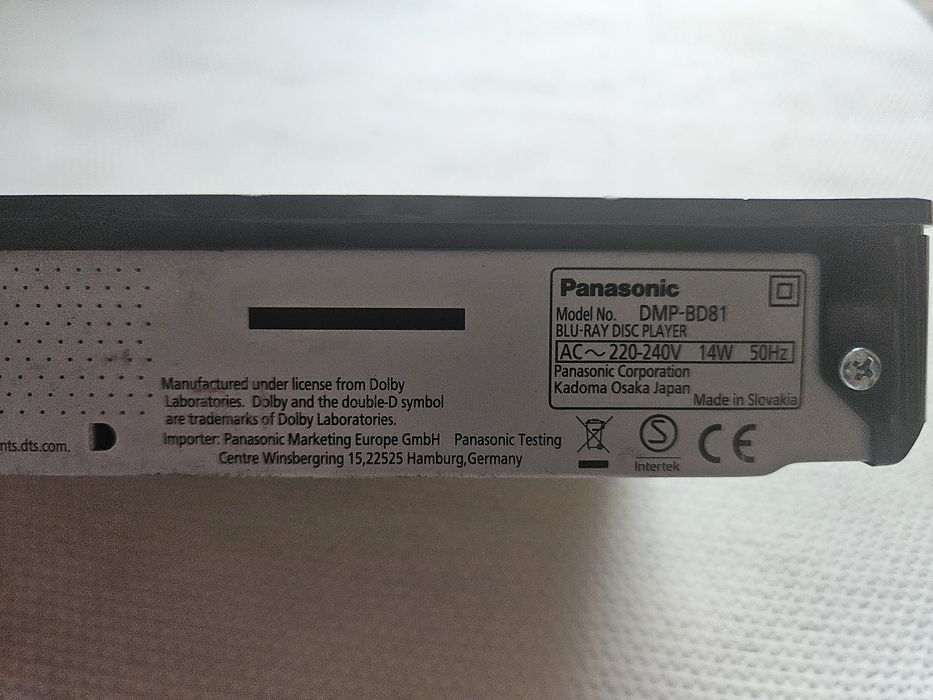 Panasonic
Model No. DMP-BD81
BLU-RAY DISC PLAYER
AC～ 220-240V 14W 50Hz
Panasonic Corporation
Kadoma Osaka Japan
Made in Slovakia
Manufactured under license from Dolby
Laboratories. Dolby and the double-D symbol
are trademarks of Dolby Laboratories.
Importer: Panasonic Marketing Europe GmbH Panasonic Testing
Centre Winsbergring 15,22525 Hamburg,Germany
nts.dts.com.
S
Intertek
CE